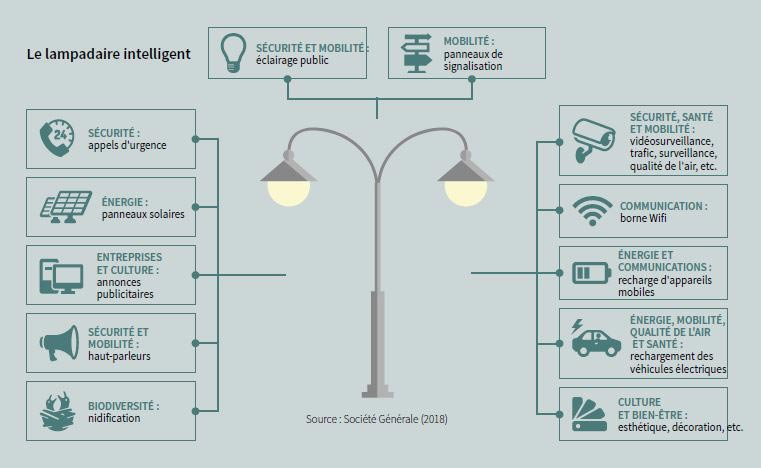 Le lampadaire intelligent
SÉCURITÉ ET MOBILITÉ :
éclairage public
MOBILITÉ :
panneaux de
signalisation
24
SÉCURITÉ :
appels d'urgence
ÉNERGIE :
panneaux solaires
ENTREPRISES
ET CULTURE :
annonces
publicitaires
SÉCURITÉ ET
MOBILITÉ :
haut-parleurs
BIODIVERSITÉ :
nidification
SÉCURITÉ, SANTÉ
ET MOBILITÉ :
vidéosurveillance,
trafic, surveillance,
qualité de l'air, etc.
COMMUNICATION :
borne Wifi
ÉNERGIE ET
COMMUNICATIONS :
recharge d'appareils
mobiles
ÉNERGIE, MOBILITÉ,
QUALITÉ DE L'AIR
ET SANTÉ :
rechargement des
véhicules électriques
CULTURE
ET BIEN-ÊTRE :
esthétique, décoration, etc.
Source : Société Générale (2018)